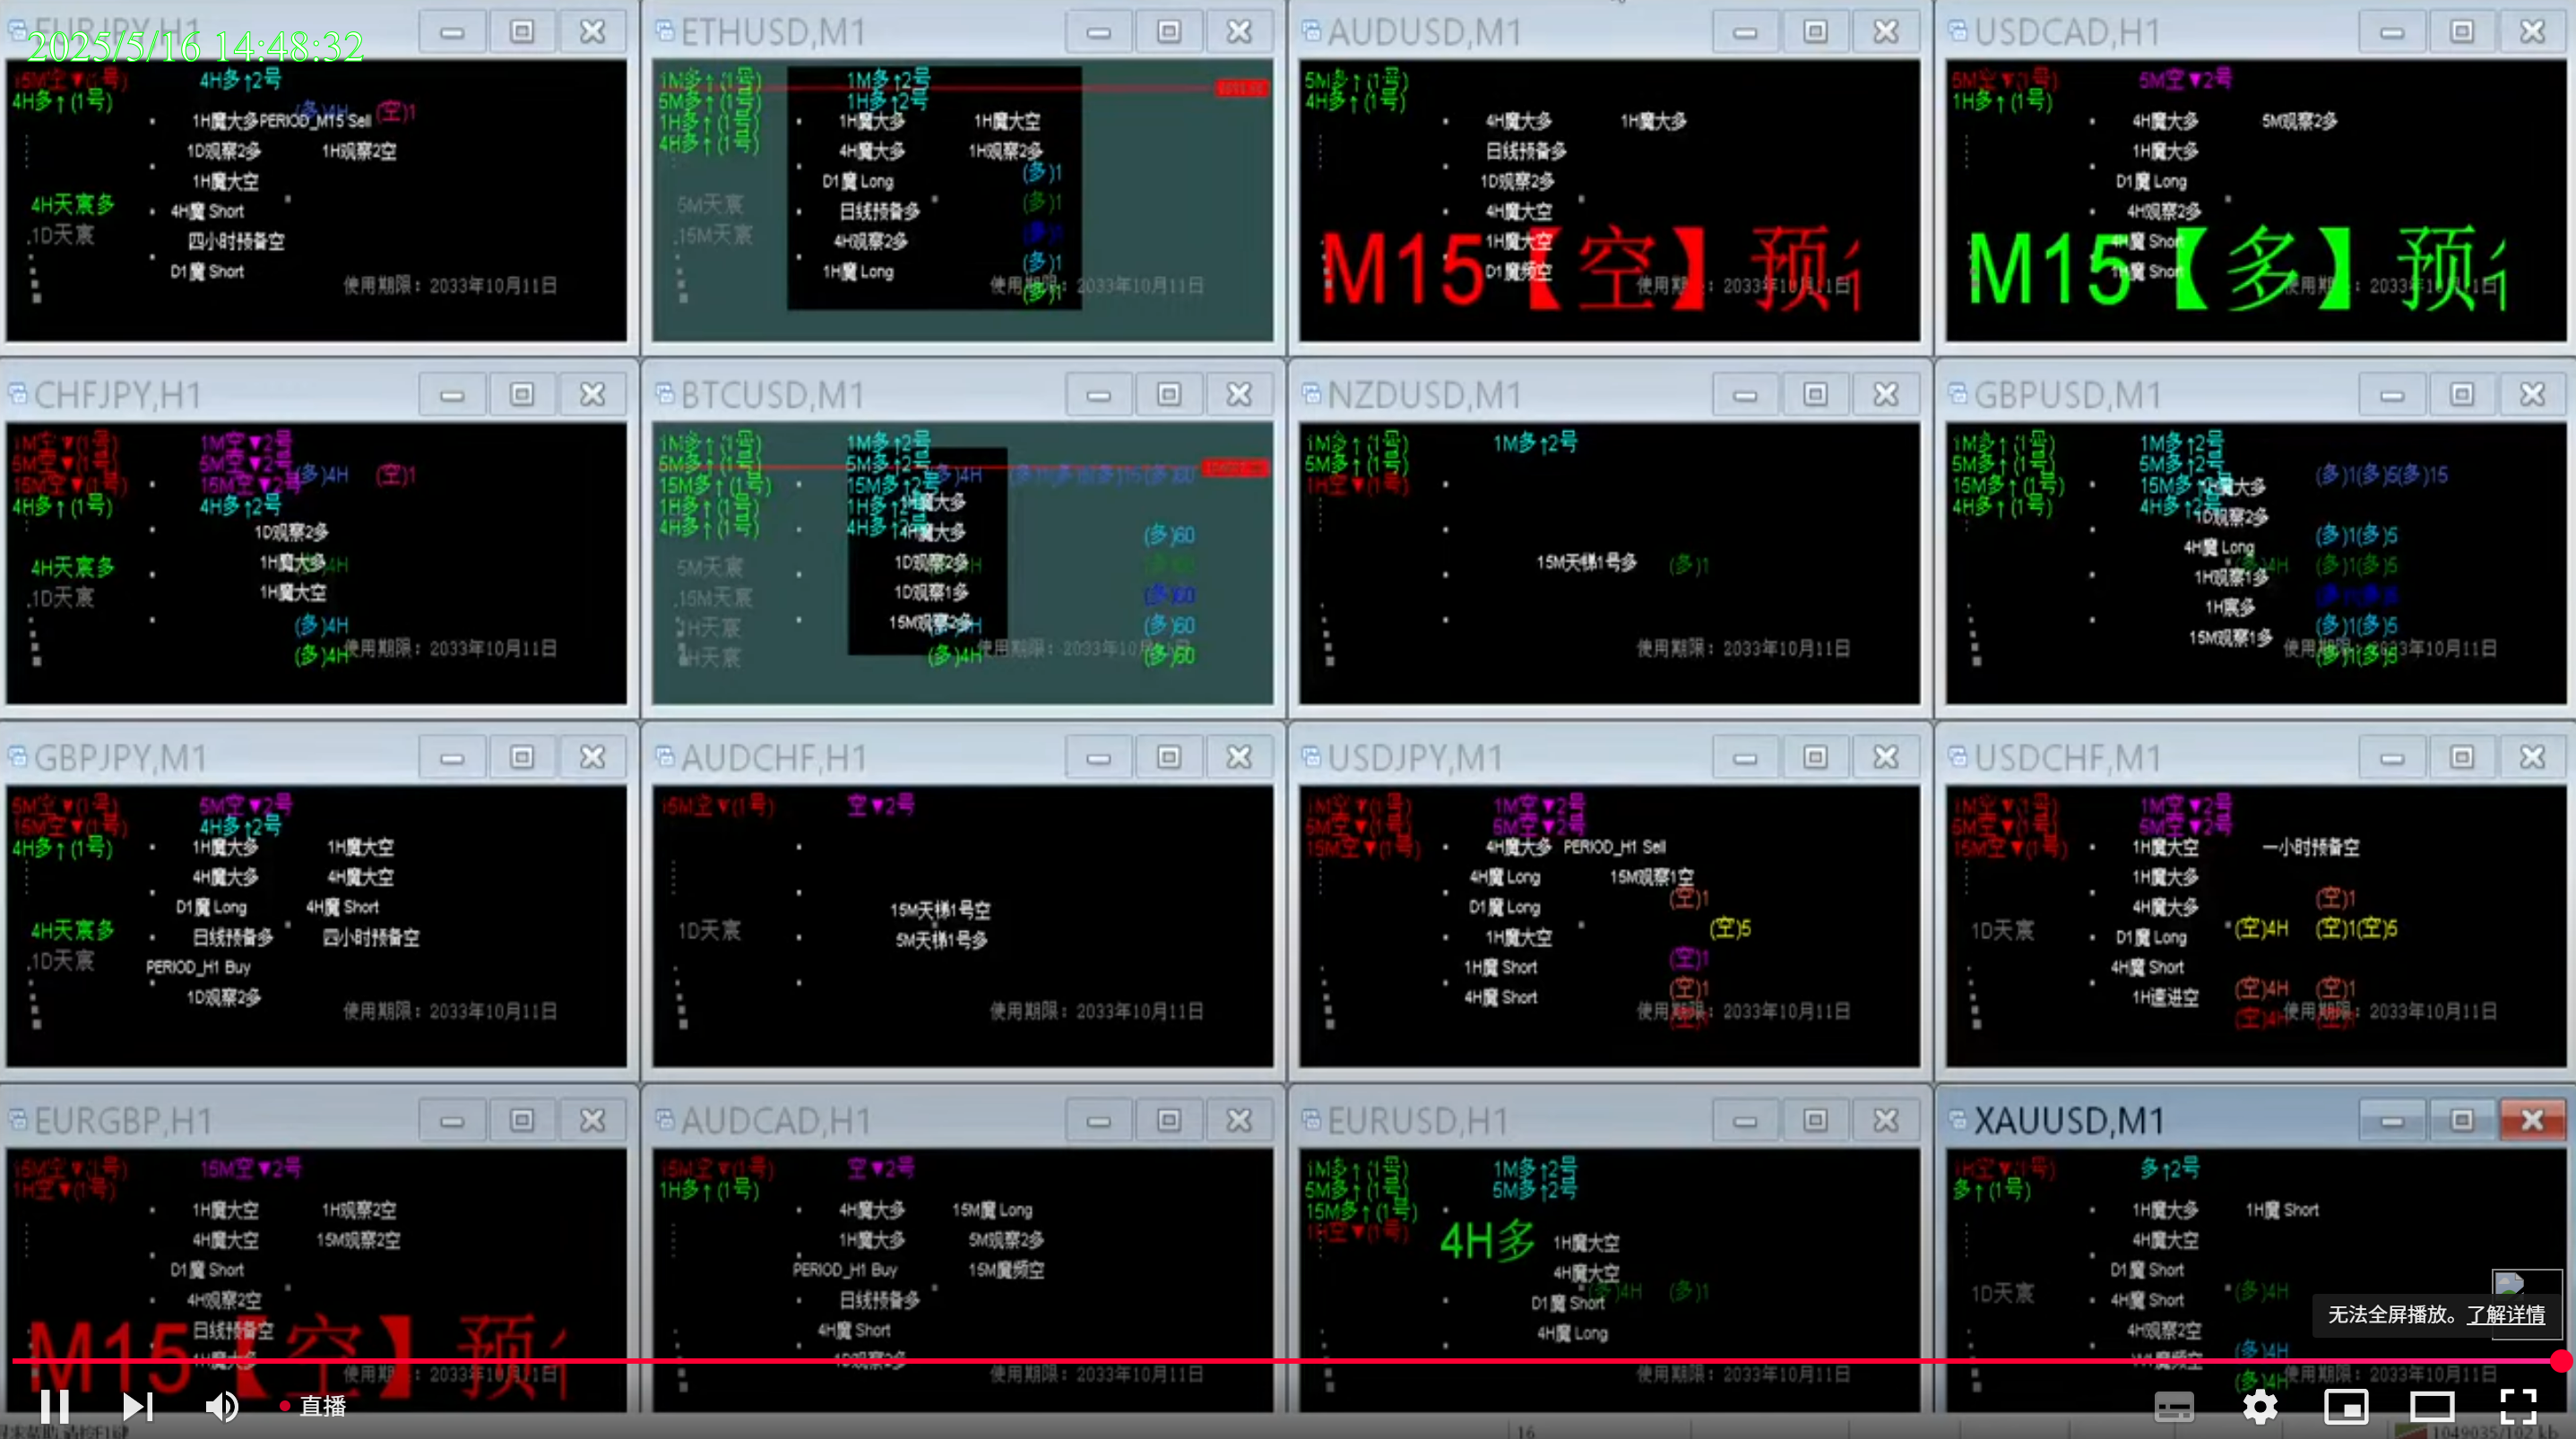 2025/5/16 14:48:32
EURJPY,H1
15M空▼(1号)
4H多↑2号
4H多↑(1号)
(多)4H (空)1
1H魔大多PERIOD_M15 Sell
1D观察2多 1H观察2空
1H魔大空
4H天宸多
4H魔 Short
.1D天宸
四小时预备空
D1魔 Short
使用期限：2033年10月11日
ETHUSD,M1
1M多↑(1号) 1M多↑2号
5M多↑(1号) 1H多↑2号
1H多↑(1号)
4H多↑(1号)
1H魔大多 1H魔大空
4H魔大多 1H观察2多
(多)1
D1魔 Long
(多)1
5M天宸
日线预备多
.15M天宸
4H观察2多
(多)1
(多)1
1H魔 Long
(多)1
2033年10月11日
AUDUSD,M1
5M多↑(1号)
4H多↑(1号)
4H魔大多 1H魔大多
日线预备多
1D观察2多
4H魔大空
1H魔大空
D1魔频空
M15【空】预
2033年10月11日
USDCAD,H1
5M空▼(1号) 5M空▼2号
1H多↑(1号)
4H魔大多 5M观察2多
1H魔大多
D1魔 Long
4H观察2多
4H魔 Short
1H魔 Short
M15【多】预
2033年10月11日
CHFJPY,H1
1M空▼(1号) 1M空▼2号
5M空▼(1号) 5M空▼2号
15M空▼(1号) 15M空▼2号
4H多↑(1号) 4H多↑2号
(多)4H (空)1
1D观察2多
1H魔大多
4H天宸多
.1D天宸
1H魔大空
(多)4H
(多)4H
使用期限：2033年10月11日
BTCUSD,M1
1M多↑(1号) 1M多↑2号
5M多↑(1号) 5M多↑2号
15M多↑(1号) 15M多↑2号
1H多↑(1号) 1H多↑2号
4H多↑(1号) 4H多↑2号
1H魔大多
4H魔大多
(多)60
1D观察2多
5M天宸
1D观察1多
(多)60
.15M天宸
15M观察2多
(多)60
1H天宸
4H天宸
(多)4H
(多)60
NZDUSD,M1
1M多↑(1号) 1M多↑2号
5M多↑(1号)
1H空▼(1号)
15M天梯1号多 (多)1
使用期限：2033年10月11日
GBPUSD,M1
1M多↑(1号) 1M多↑2号
5M多↑(1号) 5M多↑2号
15M多↑(1号) 15M多↑2号
4H多↑(1号) 4H多↑2号
(多)1(多)5(多)15
1H魔大多
1D观察2多
(多)1(多)5
4H魔 Long
(多)4H (多)1(多)5
1H观察1多
1H宸多
(多)1(多)5
15M观察1多
(多)1(多)5
2033年10月11日
GBPJPY,M1
5M空▼(1号) 5M空▼2号
15M空▼(1号) 4H多↑2号
4H多↑(1号)
1H魔大多 1H魔大空
4H魔大多 4H魔大空
D1魔 Long 4H魔 Short
4H天宸多
日线预备多 四小时预备空
.1D天宸
PERIOD_H1 Buy
1D观察2多
使用期限：2033年10月11日
AUDCHF,H1
15M空▼(1号) 空▼2号
15M天梯1号空
1D天宸
5M天梯1号多
使用期限：2033年10月11日
USDJPY,M1
1M空▼(1号) 1M空▼2号
5M空▼(1号) 5M空▼2号
15M空▼(1号)
4H魔大多 PERIOD_H1 Sell
4H魔 Long 15M观察1空
(空)1
D1魔 Long
(空)5
1H魔大空
(空)1
1H魔 Short
(空)1
4H魔 Short
2033年10月11日
USDCHF,M1
1M空▼(1号) 1M空▼2号
5M空▼(1号) 5M空▼2号
15M空▼(1号)
1H魔大空 一小时预备空
1H魔大多
(空)1
4H魔大多
1D天宸
(空)4H (空)1(空)5
D1魔 Long
4H魔 Short
(空)4H (空)1
1H速进空
(空)4H
2033年10月11日
EURGBP,H1
15M空▼(1号) 15M空▼2号
1H空▼(1号)
1H魔大空 1H观察2空
4H魔大空 15M观察2空
D1魔 Short
4H观察2空
日线预备空
M15【空】预
使用期限：2033年10月11日
AUDCAD,H1
15M空▼(1号) 空▼2号
1H多↑(1号)
4H魔大多 15M魔 Long
1H魔大多 5M观察2多
PERIOD_H1 Buy 15M魔频空
日线预备多
4H魔 Short
1D观察2多
使用期限：2033年10月11日
EURUSD,H1
1M多↑(1号) 1M多↑2号
5M多↑(1号) 5M多↑2号
15M多↑(1号)
1H空▼(1号)
4H多
1H魔大空
4H魔大空
(多)4H (多)1
D1魔 Short
4H魔 Long
使用期限：2033年10月11日
XAUUSD,M1
1H空▼(1号) 多↑2号
多↑(1号)
1H魔大多 1H魔 Short
4H魔大空
D1魔 Short
1D天宸
(多)4H
4H魔 Short
4H观察2空
(多)4H
(多)4H
使用期限：2033年10月11日
无法全屏播放。了解详情
直播
16